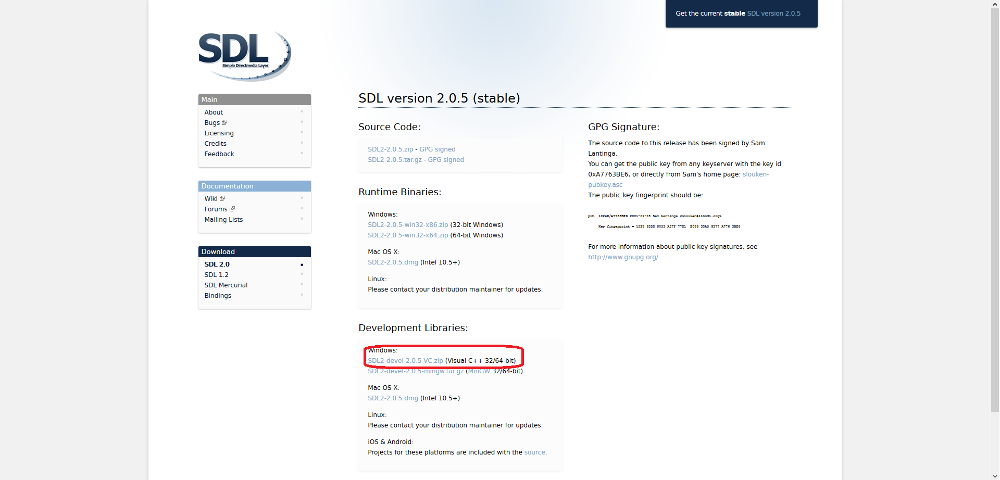 Get the current stable SDL version 2.0.5
SDL
Simple Directmedia Layer
Main
About
Bugs
Licensing
Credits
Feedback
Documentation
Wiki
Forums
Mailing Lists
Download
SDL 2.0
SDL 1.2
SDL Mercurial
Bindings
SDL version 2.0.5 (stable)
Source Code:
SDL2-2.0.5.zip - GPG signed
SDL2-2.0.5.tar.gz - GPG signed
Runtime Binaries:
Windows:
SDL2-2.0.5-win32-x86.zip (32-bit Windows)
SDL2-2.0.5-win32-x64.zip (64-bit Windows)
Mac OS X:
SDL2-2.0.5.dmg (Intel 10.5+)
Linux:
Please contact your distribution maintainer for updates.
Development Libraries:
Windows:
SDL2-devel-2.0.5-VC.zip (Visual C++ 32/64-bit)
SDL2-devel-2.0.5-mingw.tar.gz (MinGW 32/64-bit)
Mac OS X:
SDL2-2.0.5.dmg (Intel 10.5+)
Linux:
Please contact your distribution maintainer for updates.
iOS & Android:
Projects for these platforms are included with the source.
GPG Signature:
The source code to this release has been signed by Sam
Lantinga.
You can get the public key from any keyserver with the key id
0xA7763BE6, or directly from Sam's home page: slouken-
pubkey.asc
The public key fingerprint should be:
pub 1024D/A7763BE6 2001-01-05 Sam Lantinga <slouken@libsdl.org>
Key fingerprint = 1528 635D 8053 A57F 77D1 E086 30A5 9377 A776 3BE6
For more information about public key signatures, see
http://www.gnupg.org/